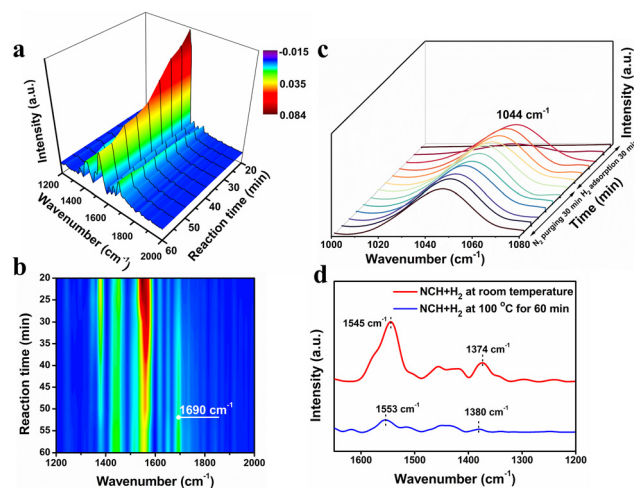 a
Intensity (a.u.)
1200
1400
1600
1800
2000
Wavenumber (cm-1)
60
50
40
30
20
Reaction time (min)
-0.015
0.035
0.084
b
Reaction time (min)
20
25
30
35
40
45
50
55
60
1690 cm-1
1200 1400 1600 1800 2000
Wavenumber (cm-1)
c
Intensity (a.u.)
1044 cm-1
1000 1020 1040 1060 1080
Wavenumber (cm-1)
N2 purging 30 min
H2 adsorption 30 min
Time (min)
d
Intensity (a.u.)
NCH+H2 at room temperature
NCH+H2 at 100 oC for 60 min
1545 cm-1
1374 cm-1
1553 cm-1
1380 cm-1
1600 1500 1400 1300 1200
Wavenumber (cm-1)